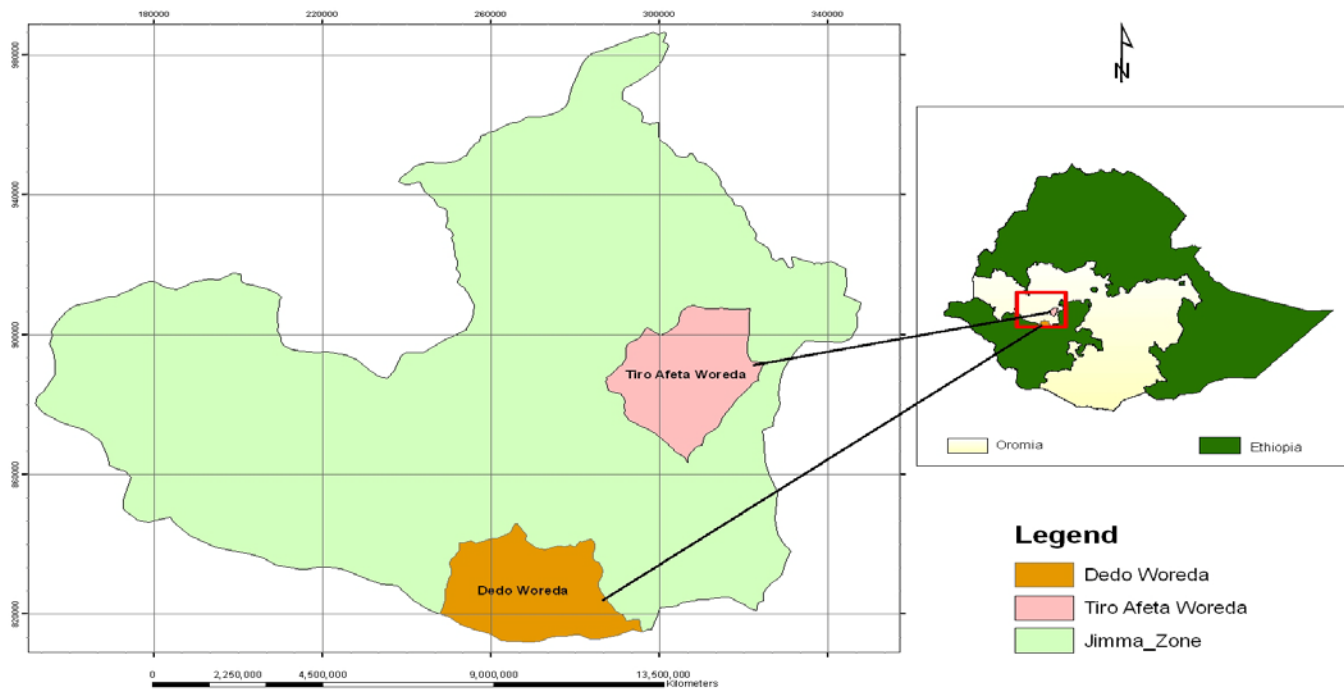 180000 220000 260000 300000 340000
980000
940000
900000
860000
820000
N
Tiro Afeta Woreda
Dedo Woreda
Oromia Ethiopia
Legend
Dedo Woreda
Tiro Afeta Woreda
Jimma_Zone
0 2,250,000 4,500,000 9,000,000 13,500,000
Kilometers